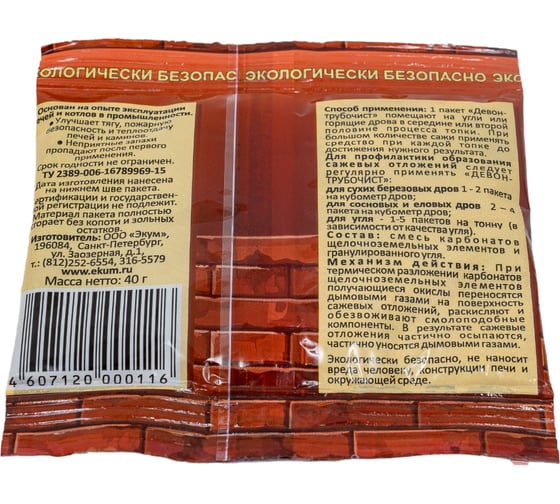 КОЛОГИЧЕСКИ БЕЗОПАС ЭКОЛОГИЧЕСКИ БЕЗОПАСНО ЭКО
Основан на опыте эксплуатации
печей и котлов в промышленности.
• Улучшает тягу, пожарную
безопасность и теплоотдачу
печей и каминов.
• Неприятные запахи
пропадают после первого
применения.
Срок годности не ограничен.
ТУ 2389-006-16789969-15
Дата изготовления нанесена
на нижнем шве пакета.
Сертификации и государствен-
ной регистрации не подлежит.
Материал пакета полностью
сгорает без копоти и зольных
остатков.
Изготовитель: ООО «Экум»,
196084, Санкт-Петербург,
ул. Заозерная, д.1,
т.: (812)252-6554, 316-5579
www.ekum.ru
Масса нетто: 40 г
4 607120 000116
Способ применения: 1 пакет «Девон-
трубочист» помещают на угли или
горящие дрова в середине или второй
половине процесса топки. При
большом количестве сажи применять
средство при каждой топке до
достижения нужного результата.
Для профилактики образования
сажевых отложений следует
регулярно применять «ДЕВОН-
ТРУБОЧИСТ»:
для сухих березовых дров 1 - 2 пакета
на кубометр дров;
для сосновых и еловых дров 2 – 4
пакета на кубометр дров;
для угля - 1-5 пакетов на тонну (в
зависимости от качества угля).
Состав: смесь карбонатов
щелочноземельных элементов и
гранулированного угля.
Механизм действия: При
термическом разложении карбонатов
щелочноземельных элементов
получающиеся окислы переносятся
дымовыми газами на поверхность
сажевых отложений, раскисляют и
обезвоживают смолоподобные
компоненты. В результате сажевые
отложения частично осыпаются,
частично уносятся дымовыми газами.
Экологически безопасно, не наносит
вреда человеку, конструкции печи и
окружающей среде.